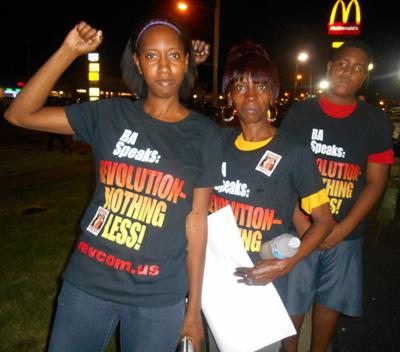 McDonald's
BA
Speaks:
REVOLUTION—
NOTHING
LESS!
revcom.us
BA
Speaks:
REVOLUTION—
NOTHING
BA
Speaks:
REVOLUTION—
NOTHING
LESS!